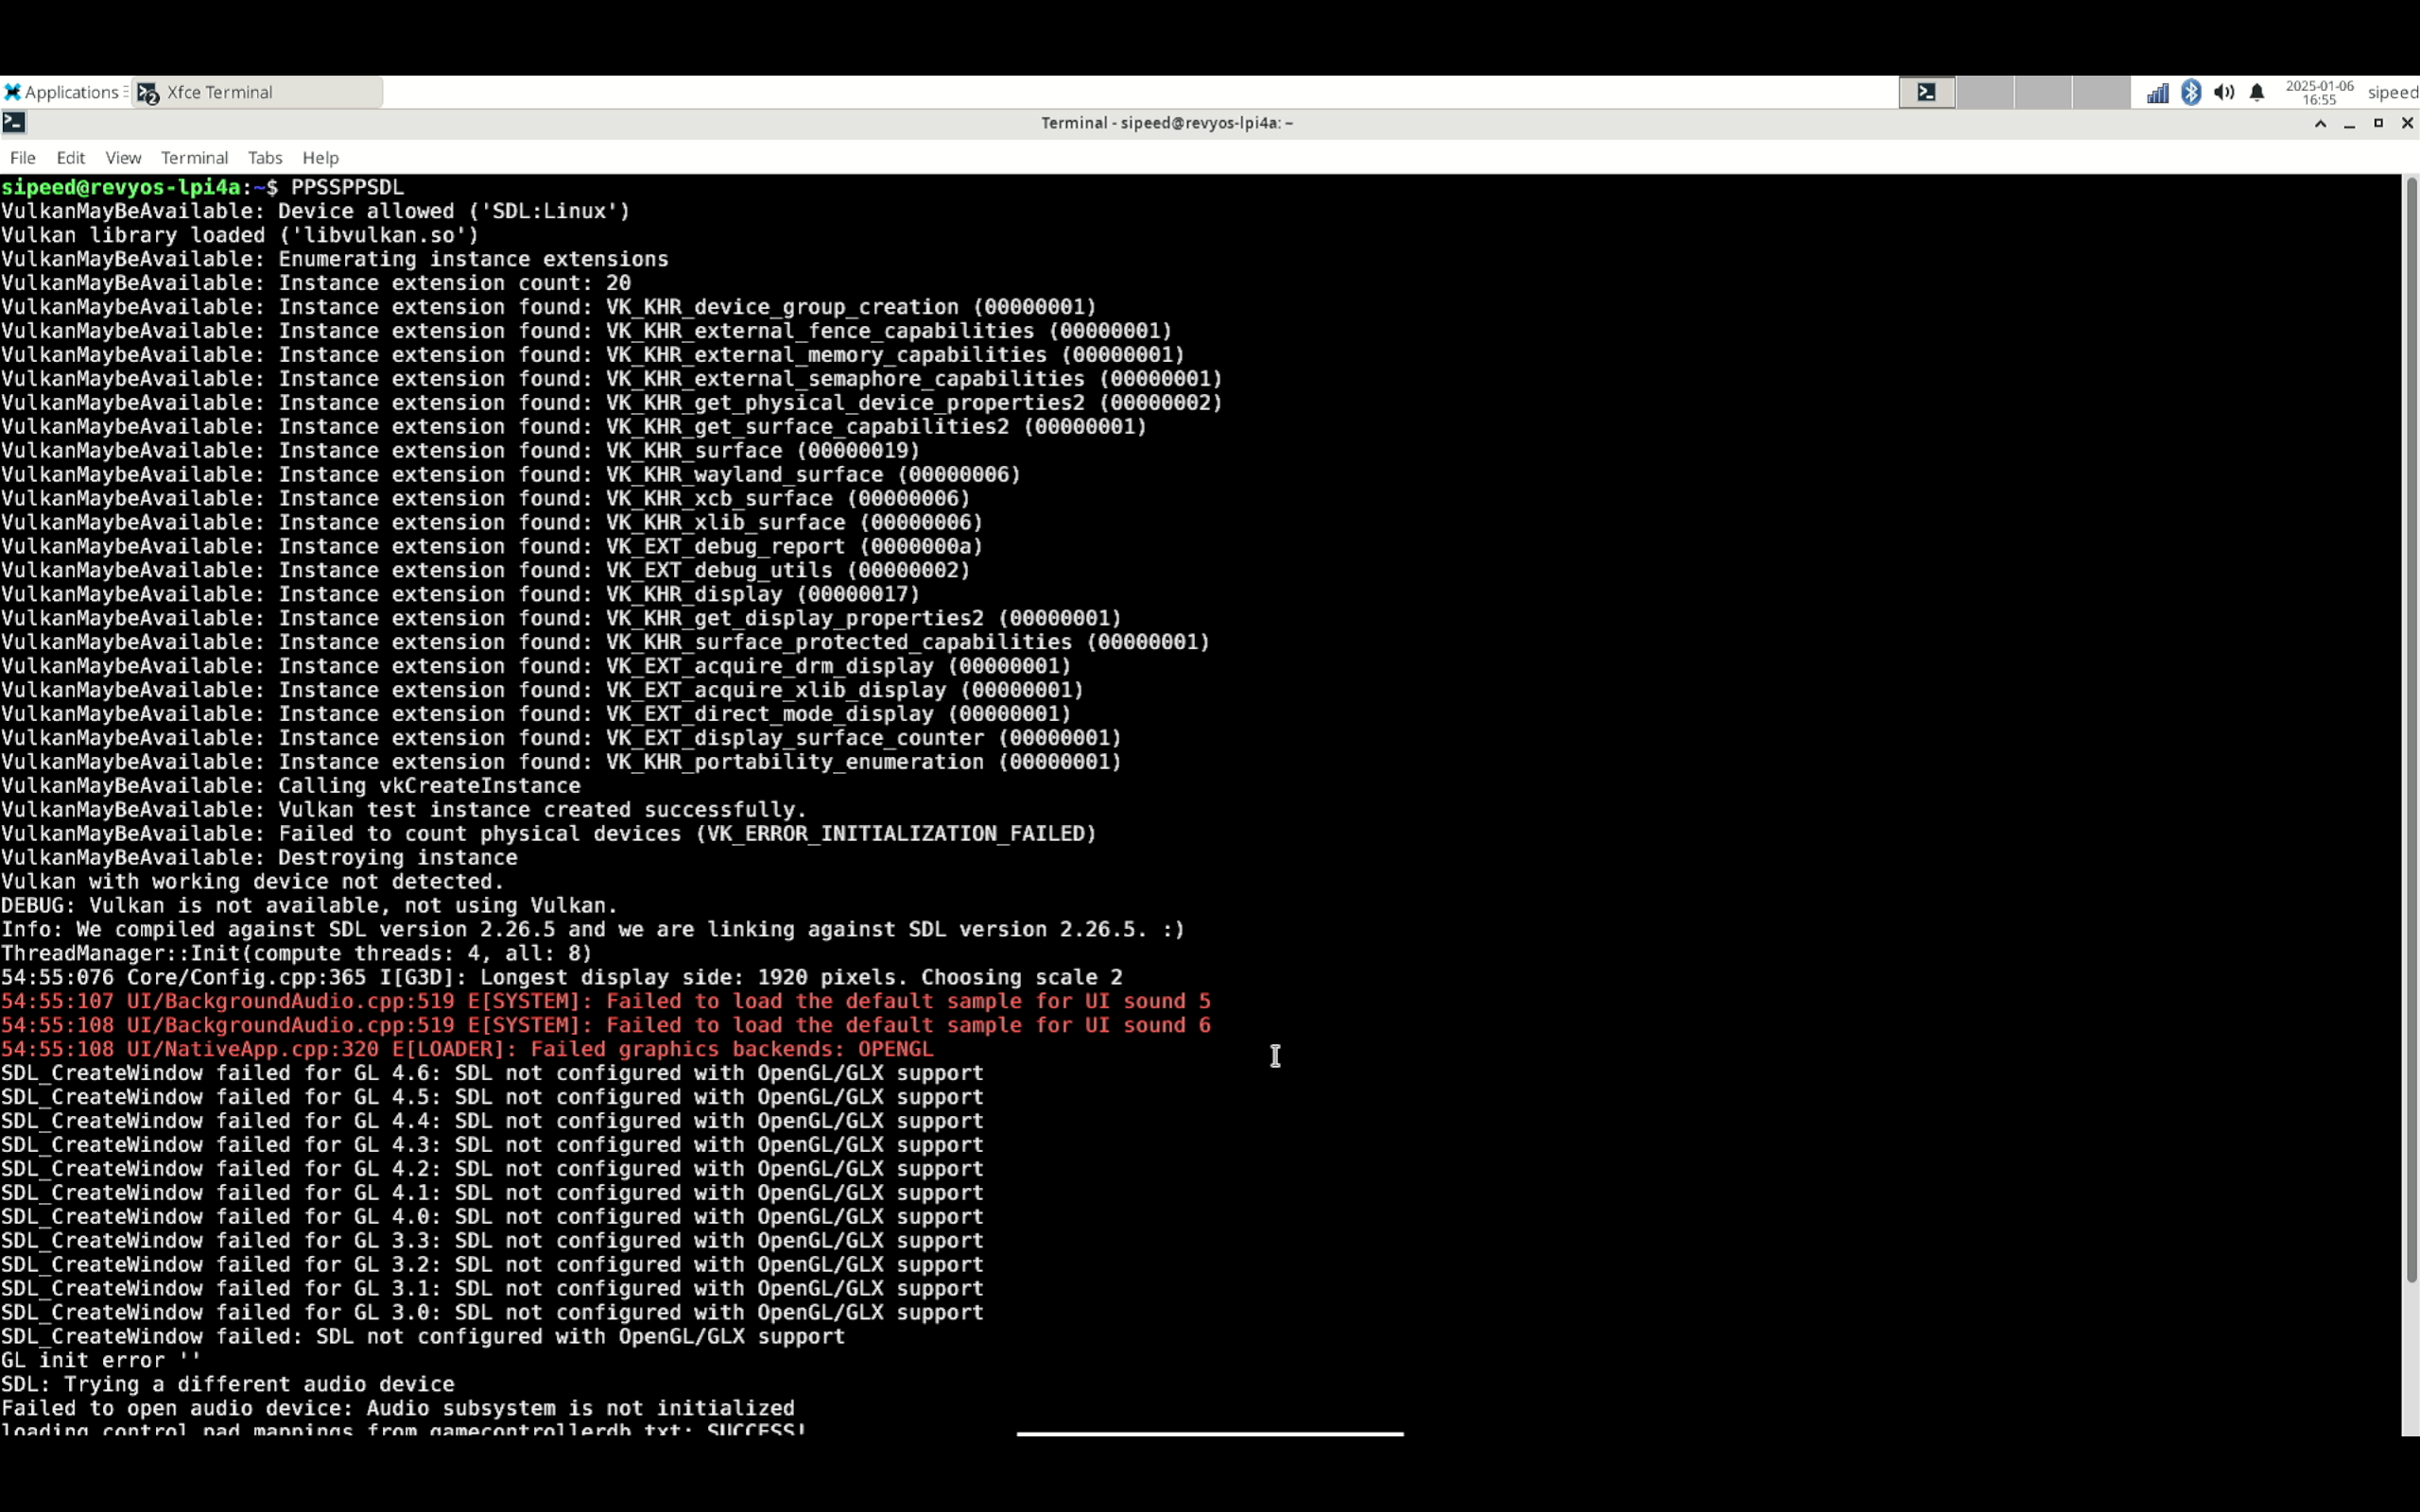 Applications Xfce Terminal 2025-01-06 16:55 sipeed
Terminal - sipeed@revyos-lpi4a: ~
File Edit View Terminal Tabs Help
sipeed@revyos-lpi4a:~$ PPSSPPSDL
VulkanMayBeAvailable: Device allowed ('SDL:Linux')
Vulkan library loaded ('libvulkan.so')
VulkanMayBeAvailable: Enumerating instance extensions
VulkanMayBeAvailable: Instance extension count: 20
VulkanMaybeAvailable: Instance extension found: VK_KHR_device_group_creation (00000001)
VulkanMaybeAvailable: Instance extension found: VK_KHR_external_fence_capabilities (00000001)
VulkanMaybeAvailable: Instance extension found: VK_KHR_external_memory_capabilities (00000001)
VulkanMaybeAvailable: Instance extension found: VK_KHR_external_semaphore_capabilities (00000001)
VulkanMaybeAvailable: Instance extension found: VK_KHR_get_physical_device_properties2 (00000002)
VulkanMaybeAvailable: Instance extension found: VK_KHR_get_surface_capabilities2 (00000001)
VulkanMaybeAvailable: Instance extension found: VK_KHR_surface (00000019)
VulkanMaybeAvailable: Instance extension found: VK_KHR_wayland_surface (00000006)
VulkanMaybeAvailable: Instance extension found: VK_KHR_xcb_surface (00000006)
VulkanMaybeAvailable: Instance extension found: VK_KHR_xlib_surface (00000006)
VulkanMaybeAvailable: Instance extension found: VK_EXT_debug_report (0000000a)
VulkanMaybeAvailable: Instance extension found: VK_EXT_debug_utils (00000002)
VulkanMaybeAvailable: Instance extension found: VK_KHR_display (00000017)
VulkanMaybeAvailable: Instance extension found: VK_KHR_get_display_properties2 (00000001)
VulkanMaybeAvailable: Instance extension found: VK_KHR_surface_protected_capabilities (00000001)
VulkanMaybeAvailable: Instance extension found: VK_EXT_acquire_drm_display (00000001)
VulkanMaybeAvailable: Instance extension found: VK_EXT_acquire_xlib_display (00000001)
VulkanMaybeAvailable: Instance extension found: VK_EXT_direct_mode_display (00000001)
VulkanMaybeAvailable: Instance extension found: VK_EXT_display_surface_counter (00000001)
VulkanMaybeAvailable: Instance extension found: VK_KHR_portability_enumeration (00000001)
VulkanMayBeAvailable: Calling vkCreateInstance
VulkanMayBeAvailable: Vulkan test instance created successfully.
VulkanMayBeAvailable: Failed to count physical devices (VK_ERROR_INITIALIZATION_FAILED)
VulkanMayBeAvailable: Destroying instance
Vulkan with working device not detected.
DEBUG: Vulkan is not available, not using Vulkan.
Info: We compiled against SDL version 2.26.5 and we are linking against SDL version 2.26.5. :)
ThreadManager::Init(compute threads: 4, all: 8)
54:55:076 Core/Config.cpp:365 I[G3D]: Longest display side: 1920 pixels. Choosing scale 2
54:55:107 UI/BackgroundAudio.cpp:519 E[SYSTEM]: Failed to load the default sample for UI sound 5
54:55:108 UI/BackgroundAudio.cpp:519 E[SYSTEM]: Failed to load the default sample for UI sound 6
54:55:108 UI/NativeApp.cpp:320 E[LOADER]: Failed graphics backends: OPENGL
SDL_CreateWindow failed for GL 4.6: SDL not configured with OpenGL/GLX support
SDL_CreateWindow failed for GL 4.5: SDL not configured with OpenGL/GLX support
SDL_CreateWindow failed for GL 4.4: SDL not configured with OpenGL/GLX support
SDL_CreateWindow failed for GL 4.3: SDL not configured with OpenGL/GLX support
SDL_CreateWindow failed for GL 4.2: SDL not configured with OpenGL/GLX support
SDL_CreateWindow failed for GL 4.1: SDL not configured with OpenGL/GLX support
SDL_CreateWindow failed for GL 4.0: SDL not configured with OpenGL/GLX support
SDL_CreateWindow failed for GL 3.3: SDL not configured with OpenGL/GLX support
SDL_CreateWindow failed for GL 3.2: SDL not configured with OpenGL/GLX support
SDL_CreateWindow failed for GL 3.1: SDL not configured with OpenGL/GLX support
SDL_CreateWindow failed for GL 3.0: SDL not configured with OpenGL/GLX support
SDL_CreateWindow failed: SDL not configured with OpenGL/GLX support
GL init error ''
SDL: Trying a different audio device
Failed to open audio device: Audio subsystem is not initialized
loading control pad mappings from gamecontrollerdb.txt: SUCCESS!